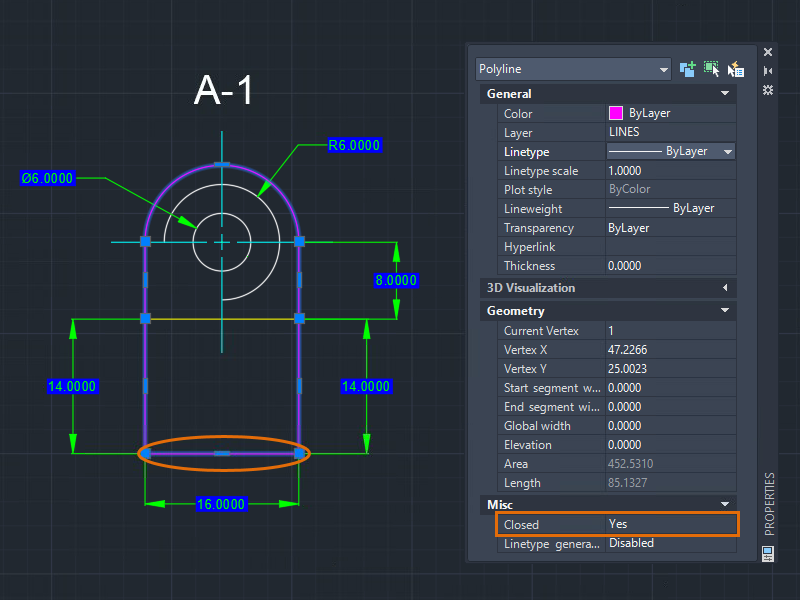 A-1
R6.0000
Ø6.0000
8.0000
14.0000
14.0000
16.0000
Polyline
General
Color ByLayer
Layer LINES
Linetype ByLayer
Linetype scale 1.0000
Plot style ByColor
Lineweight ByLayer
Transparency ByLayer
Hyperlink
Thickness 0.0000
3D Visualization
Geometry
Current Vertex 1
Vertex X 47.2266
Vertex Y 25.0023
Start segment w... 0.0000
End segment wi... 0.0000
Global width 0.0000
Elevation 0.0000
Area 452.5310
Length 85.1327
Misc
Closed Yes
Linetype genera... Disabled
PROPERTIES